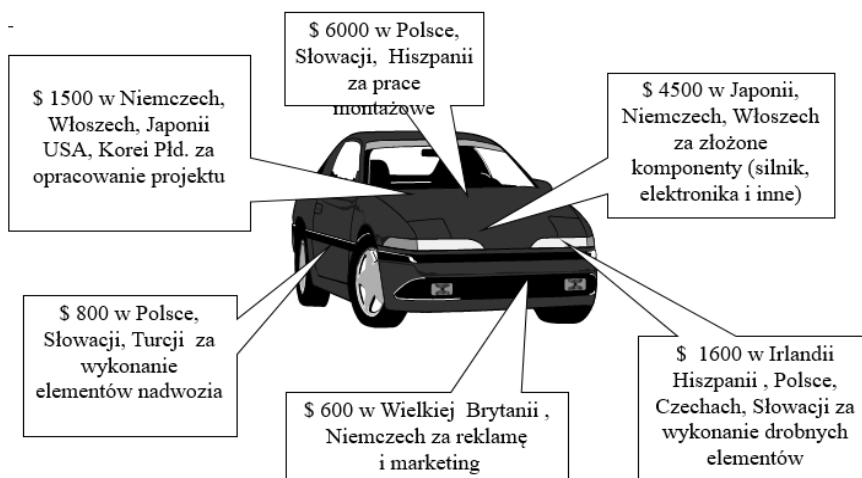 $ 6000 w Polsce,
Słowacji, Hiszpanii
za prace
montażowe
$ 1500 w Niemczech,
Włoszech, Japonii
USA, Korei Płd. za
opracowanie projektu
$ 4500 w Japonii,
Niemczech, Włoszech
za złożone
komponenty (silnik,
elektronika i inne)
$ 800 w Polsce,
Słowacji, Turcji za
wykonanie
elementów nadwozia
$ 600 w Wielkiej Brytanii ,
Niemczech za reklamę
i marketing
$ 1600 w Irlandii
Hiszpanii , Polsce,
Czechach, Słowacji za
wykonanie drobnych
elementów